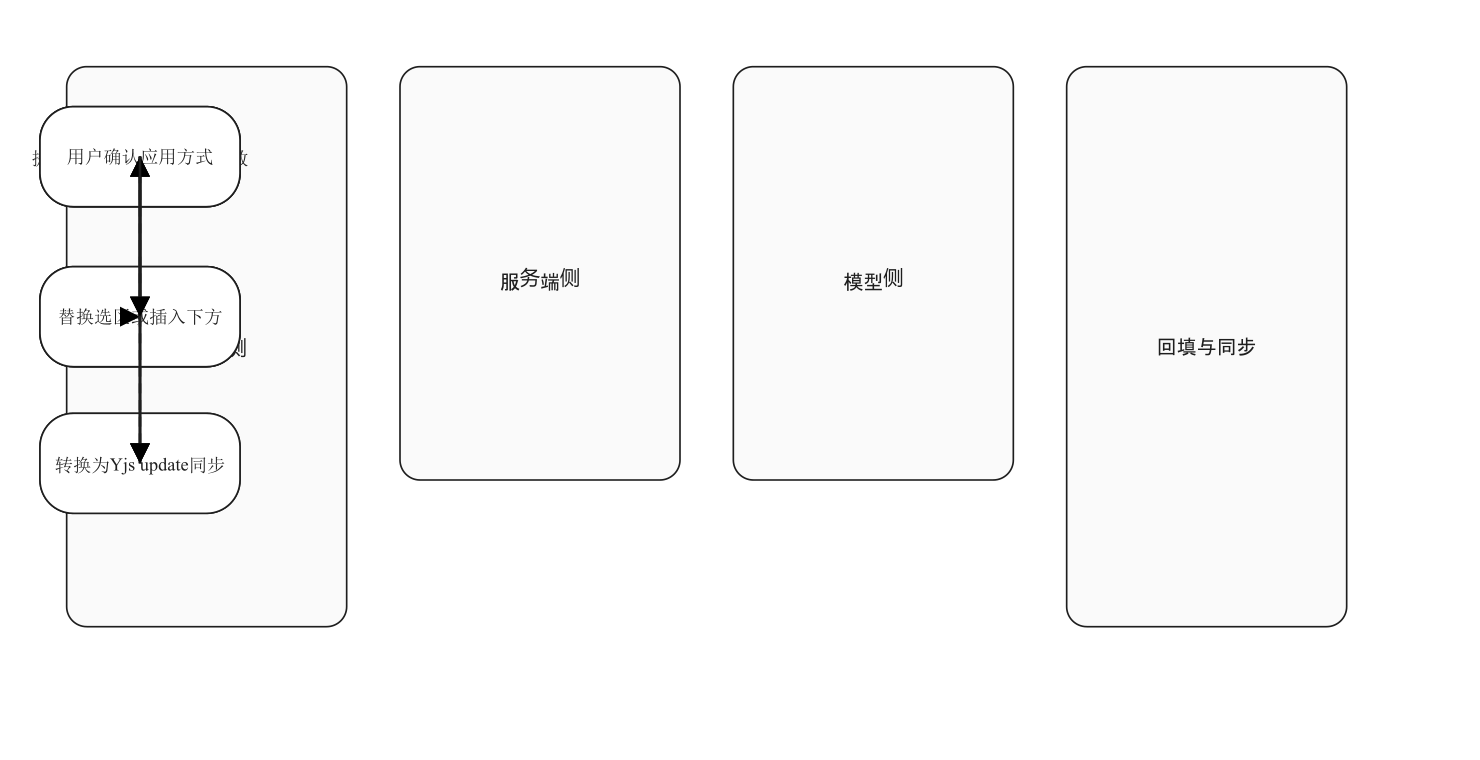 用户确认应用方式
替换选区或插入下方
转换为Yjs update同步
侧
服务端侧
模型侧
回填与同步